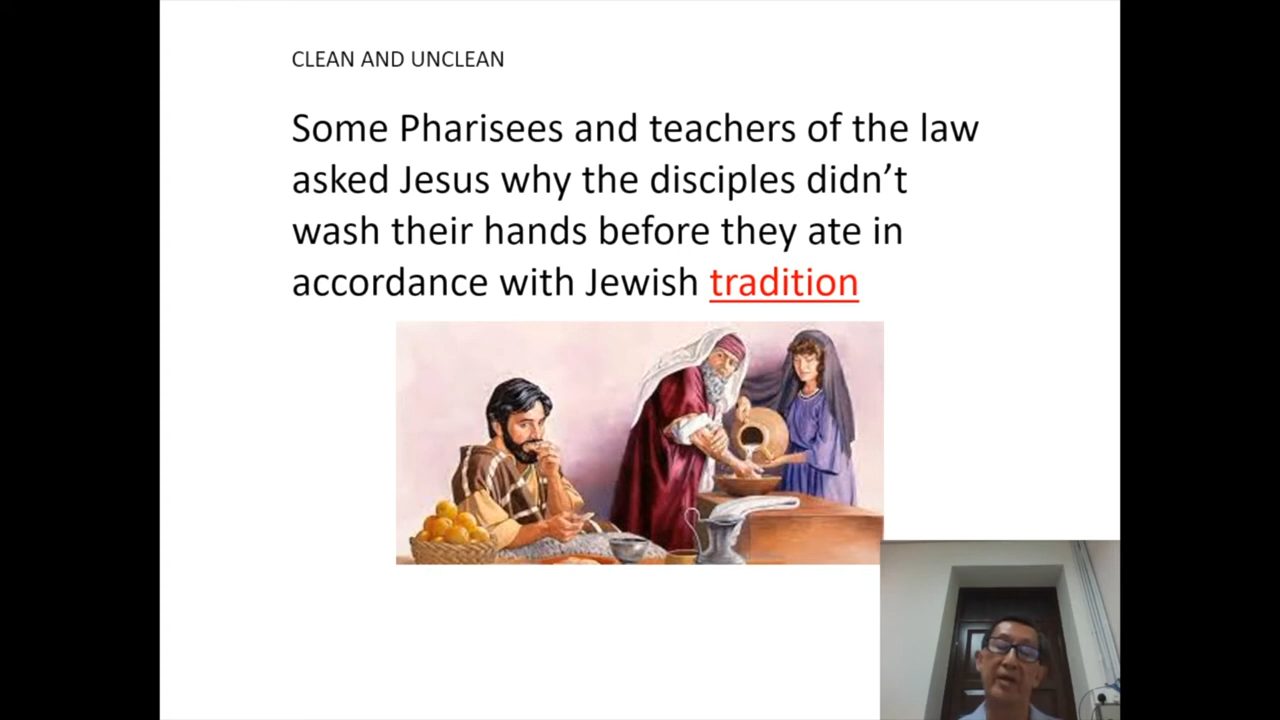 CLEAN AND UNCLEAN
Some Pharisees and teachers of the law
asked Jesus why the disciples didn’t
wash their hands before they ate in
accordance with Jewish tradition